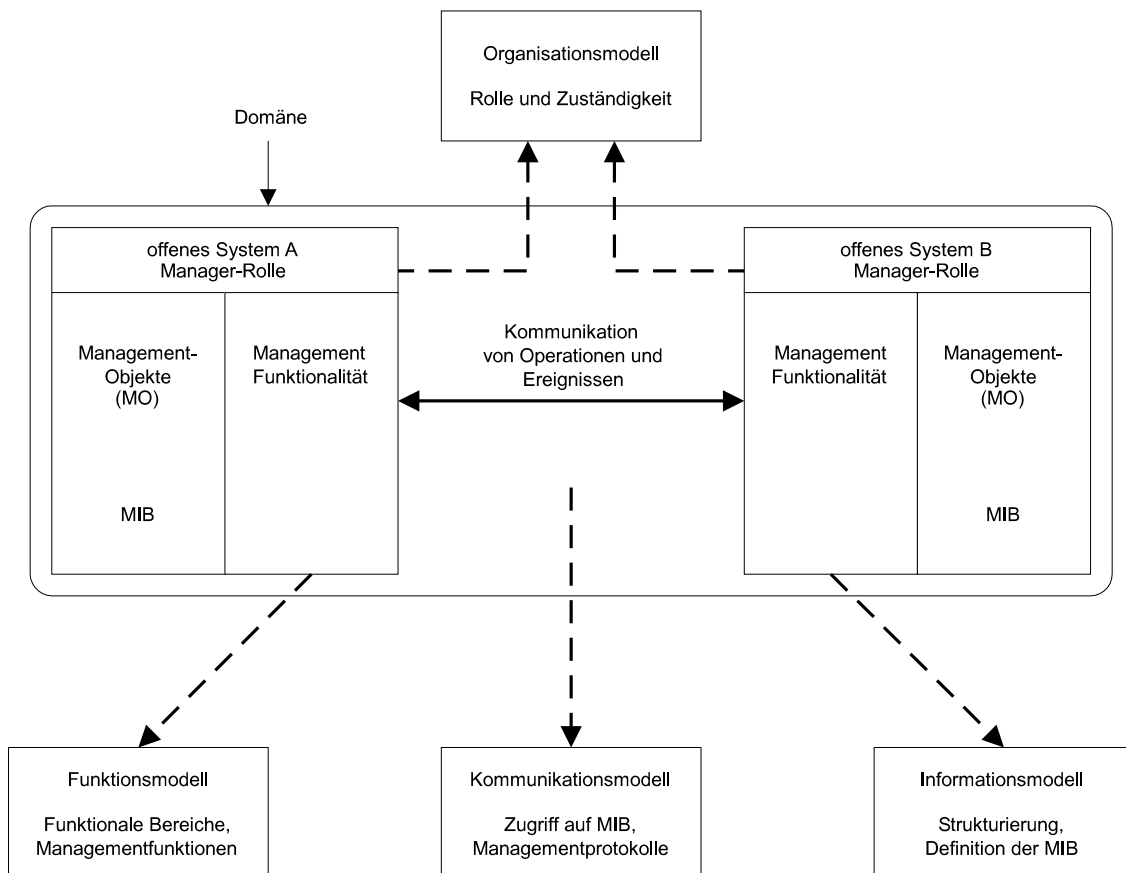 Organisationsmodell
Rolle und Zuständigkeit
Domäne
offenes System A
Manager-Rolle
offenes System B
Manager-Rolle
Management-
Objekte
(MO)
MIB
Management
Funktionalität
Kommunikation
von Operationen und
Ereignissen
Management
Funktionalität
Management-
Objekte
(MO)
MIB
Funktionsmodell
Funktionale Bereiche,
Managementfunktionen
Kommunikationsmodell
Zugriff auf MIB,
Managementprotokolle
Informationsmodell
Strukturierung,
Definition der MIB